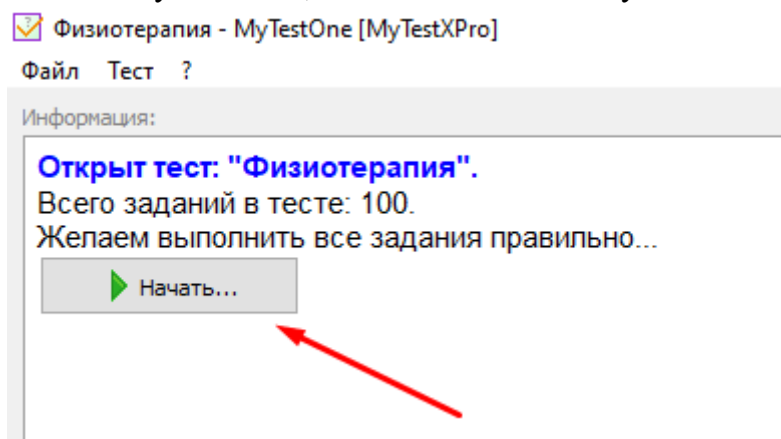 Физиотерапия - MyTestOne [MyTestXPro]
Файл Тест ?
Информация:
Открыт тест: "Физиотерапия".
Всего заданий в тесте: 100.
Желаем выполнить все задания правильно...
Начать...